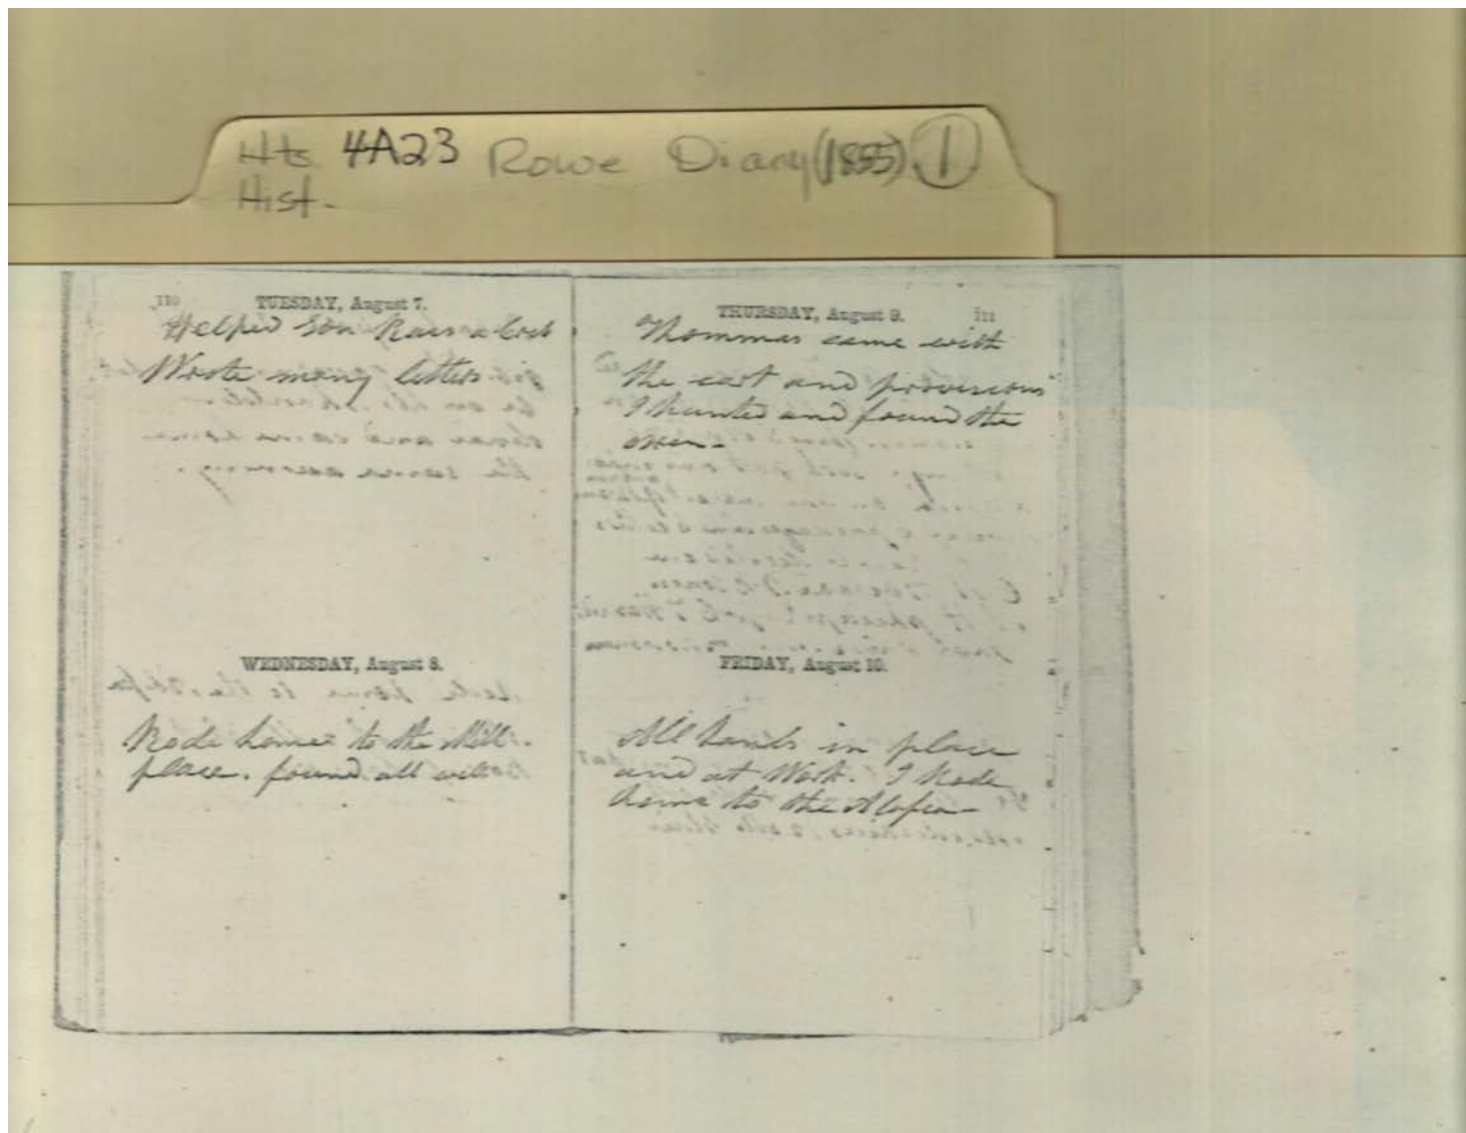 Hts 4A23 Rowe Diary (1855) 1
Hist.
110 TUESDAY, August 7.
Helped Son Rais a Crib
Wrote many letters
WEDNESDAY, August 8.
Rode home to the Mill
place. found all well
THURSDAY, August 9. 111
Thommas came with
the cart and provisions
I hunted and found the
oxen
FRIDAY, August 10.
All hands in place
and at Work. I Rode
home to the Alafia